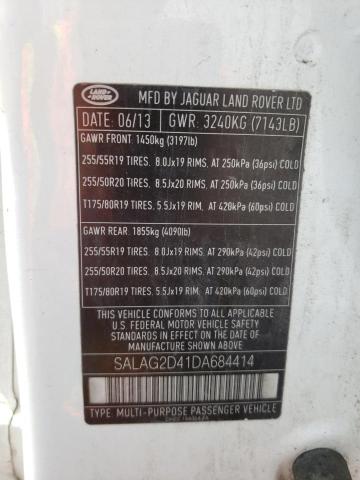 LAND-
ROVER
MFD BY JAGUAR LAND ROVER LTD
DATE: 06/13 GWR: 3240KG (7143LB)
GAWR FRONT: 1450kg (3197lb)
255/55R19 TIRES. 8.0Jx19 RIMS, AT 250kPa (36psi) COLD
255/50R20 TIRES. 8.5Jx20 RIMS, AT 250kPa (36psi) COLD
T175/80R19 TIRES. 5.5Jx19 RIM, AT 420kPa (60psi) COLD
GAWR REAR: 1855kg (4090lb)
255/55R19 TIRES. 8.0Jx19 RIMS, AT 290kPa (42psi) COLD
255/50R20 TIRES. 8.5Jx20 RIMS, AT 290kPa (42psi) COLD
T175/80R19 TIRES. 5.5Jx19 RIM, AT 420kPa (60psi) COLD
THIS VEHICLE CONFORMS TO ALL APPLICABLE
U.S. FEDERAL MOTOR VEHICLE SAFETY
STANDARDS IN EFFECT ON THE DATE OF
MANUFACTURE SHOWN ABOVE
SALAG2D41DA684414
TYPE: MULTI-PURPOSE PASSENGER VEHICLE